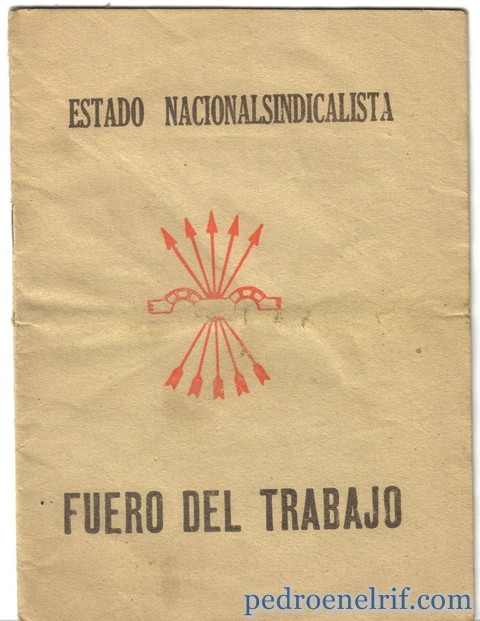 ESTADO NACIONALSINDICALISTA
FUERO DEL TRABAJO
pedroenelrif.com